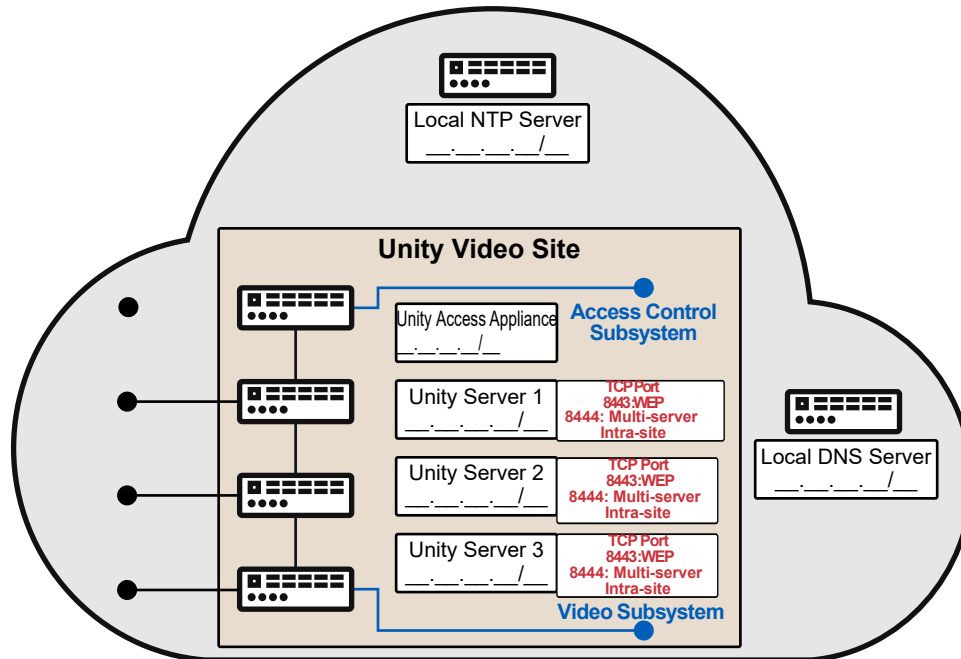 Local NTP Server
__.__.__.__/__
Unity Video Site
Access Control
Subsystem
Unity Access Appliance
__.__.__.__/__
Unity Server 1
__.__.__.__/__
TCP Port
8443:WEP
8444: Multi-server
Intra-site
Local DNS Server
__.__.__.__/__
Unity Server 2
__.__.__.__/__
TCP Port
8443:WEP
8444: Multi-server
Intra-site
Unity Server 3
__.__.__.__/__
TCP Port
8443:WEP
8444: Multi-server
Intra-site
Video Subsystem